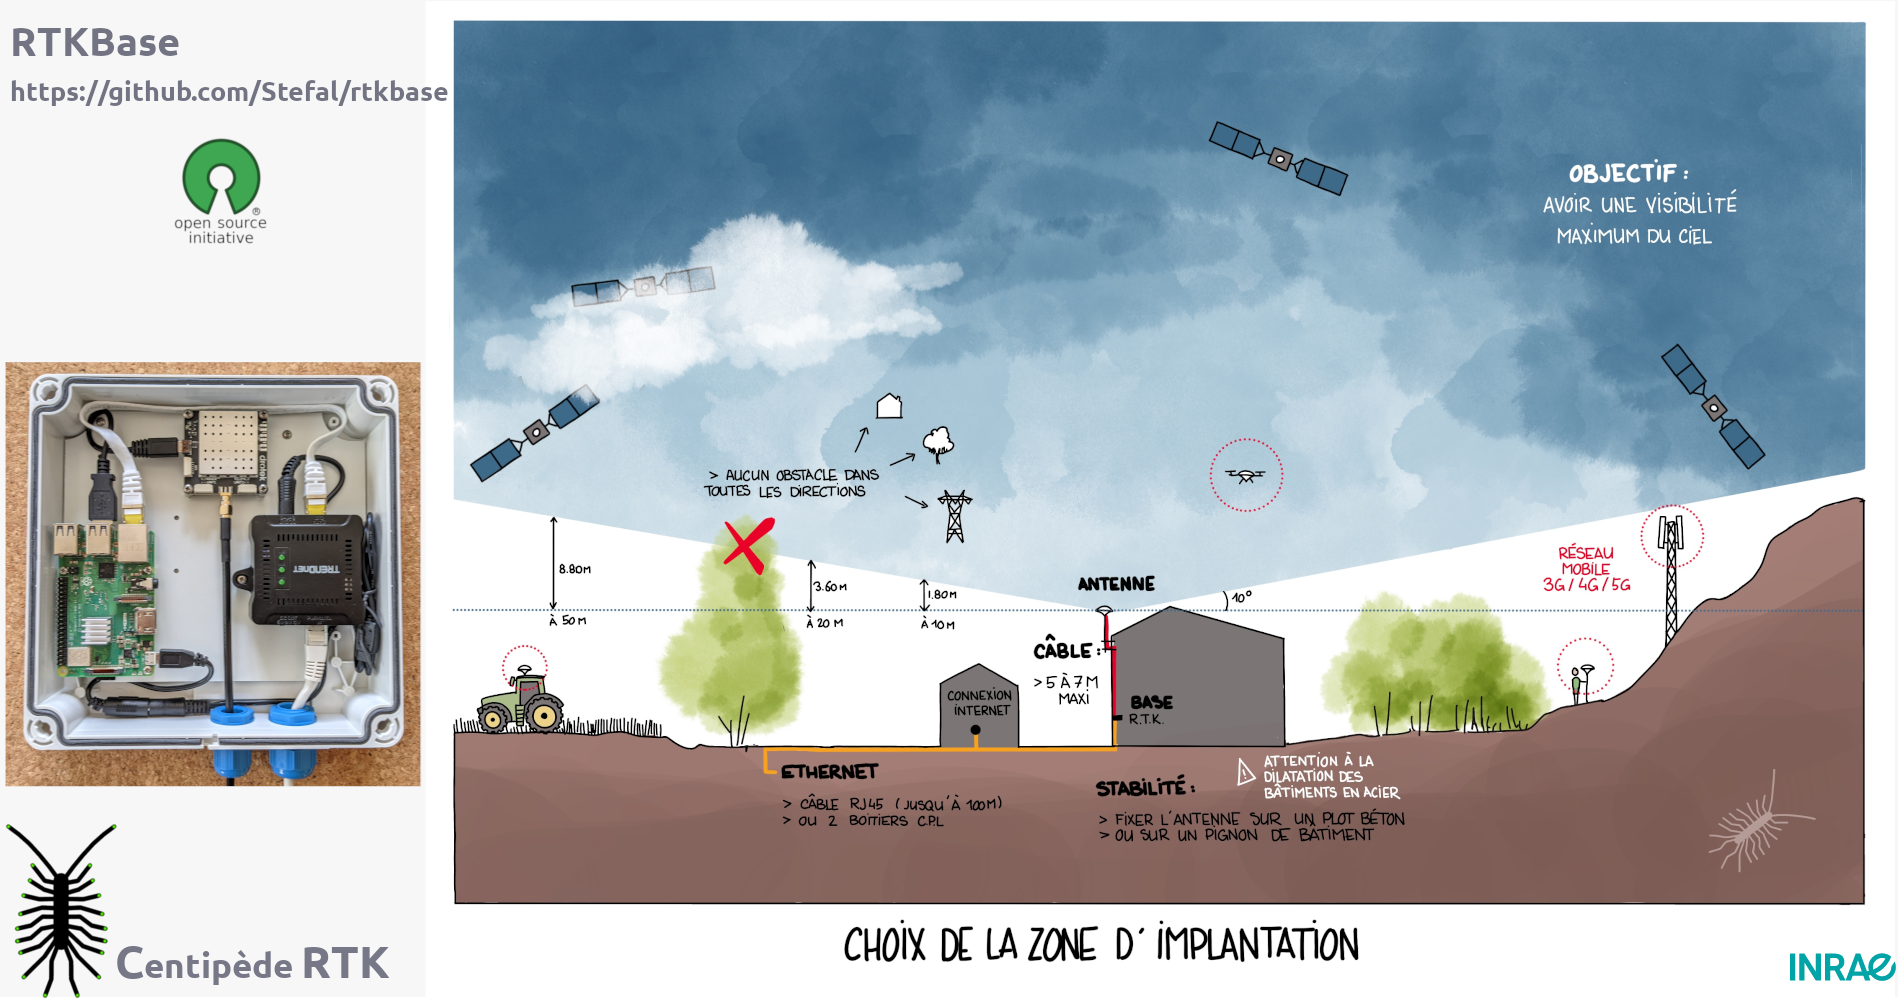 RTKBase
https://github.com/Stefal/rtkbase
open source
initiative
®
TRENDnet
Centipède RTK
OBJECTIF :
AVOIR UNE VISIBILITÉ
MAXIMUM DU CIEL
> AUCUN OBSTACLE DANS
TOUTES LES DIRECTIONS
8.80M
À 50M
3.60M
À 20 M
1.80M
À 10M
ANTENNE
10°
RÉSEAU
MOBILE
3G / 4G / 5G
CÂBLE :
> 5 À 7M
MAXI
BASE
R.T.K.
CONNEXION
INTERNET
ETHERNET
> CÂBLE RJ45 ( JUSQU'À 100M)
> OU 2 BOITIERS C.P.L
STABILITÉ :
> FIXER L'ANTENNE SUR UN PLOT BÉTON
> OU SUR UN PIGNON DE BATIMENT
ATTENTION À LA
DILATATION DES
BÂTIMENTS EN ACIER
CHOIX DE LA ZONE D' IMPLANTATION
INRAE